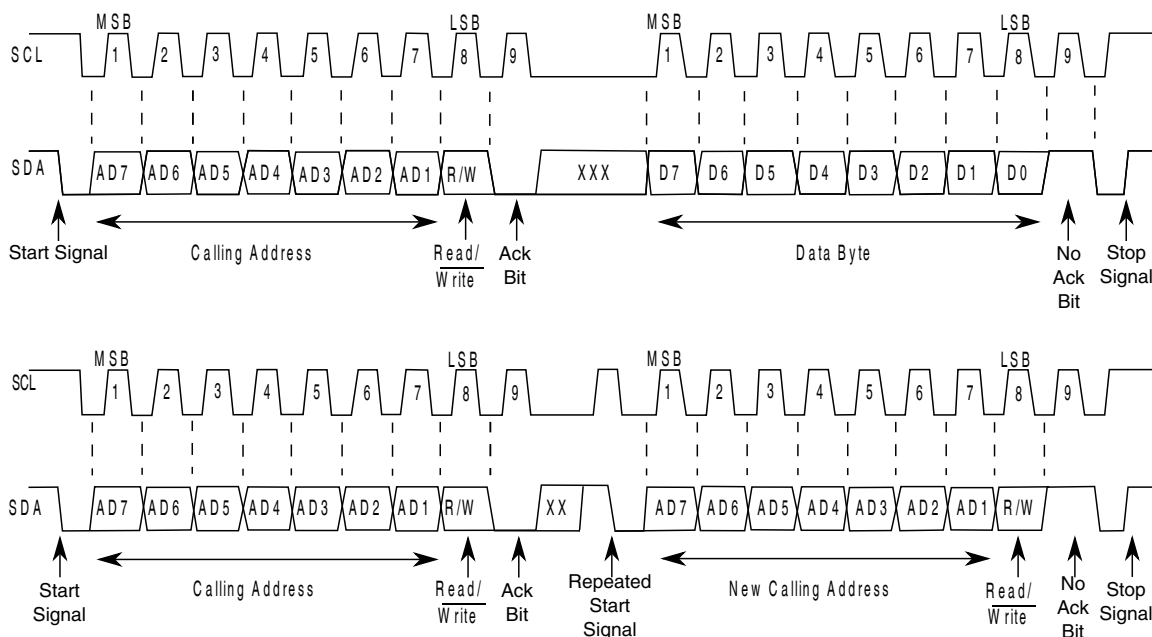 MSB LSB MSB LSB
SCL 1 2 3 4 5 6 7 8 9 1 2 3 4 5 6 7 8 9
SDA AD7 AD6 AD5 AD4 AD3 AD2 AD1 R/W XXX D7 D6 D5 D4 D3 D2 D1 D0
Start Signal Calling Address Read/ Ack Data Byte No Stop
Write Bit Ack Signal
Bit
MSB LSB MSB LSB
SCL 1 2 3 4 5 6 7 8 9 1 2 3 4 5 6 7 8 9
SDA AD7 AD6 AD5 AD4 AD3 AD2 AD1 R/W XX AD7 AD6 AD5 AD4 AD3 AD2 AD1 R/W
Start Calling Address Read/ Ack Repeated New Calling Address Read/ No Stop
Signal Write Bit Start Write Ack Signal
Signal Bit